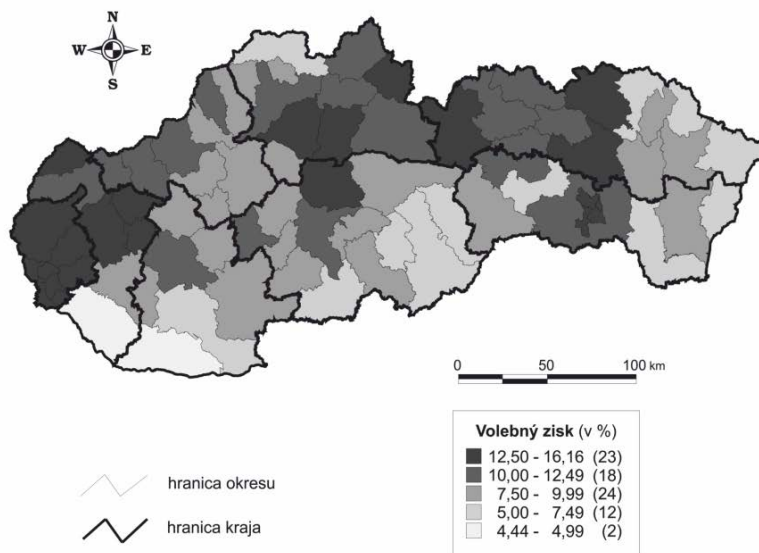 N
W E
S
0 50 100 km
Volebný zisk (v %)
12,50 - 16,16 (23)
10,00 - 12,49 (18)
7,50 - 9,99 (24)
5,00 - 7,49 (12)
4,44 - 4,99 (2)
hranica okresu
hranica kraja